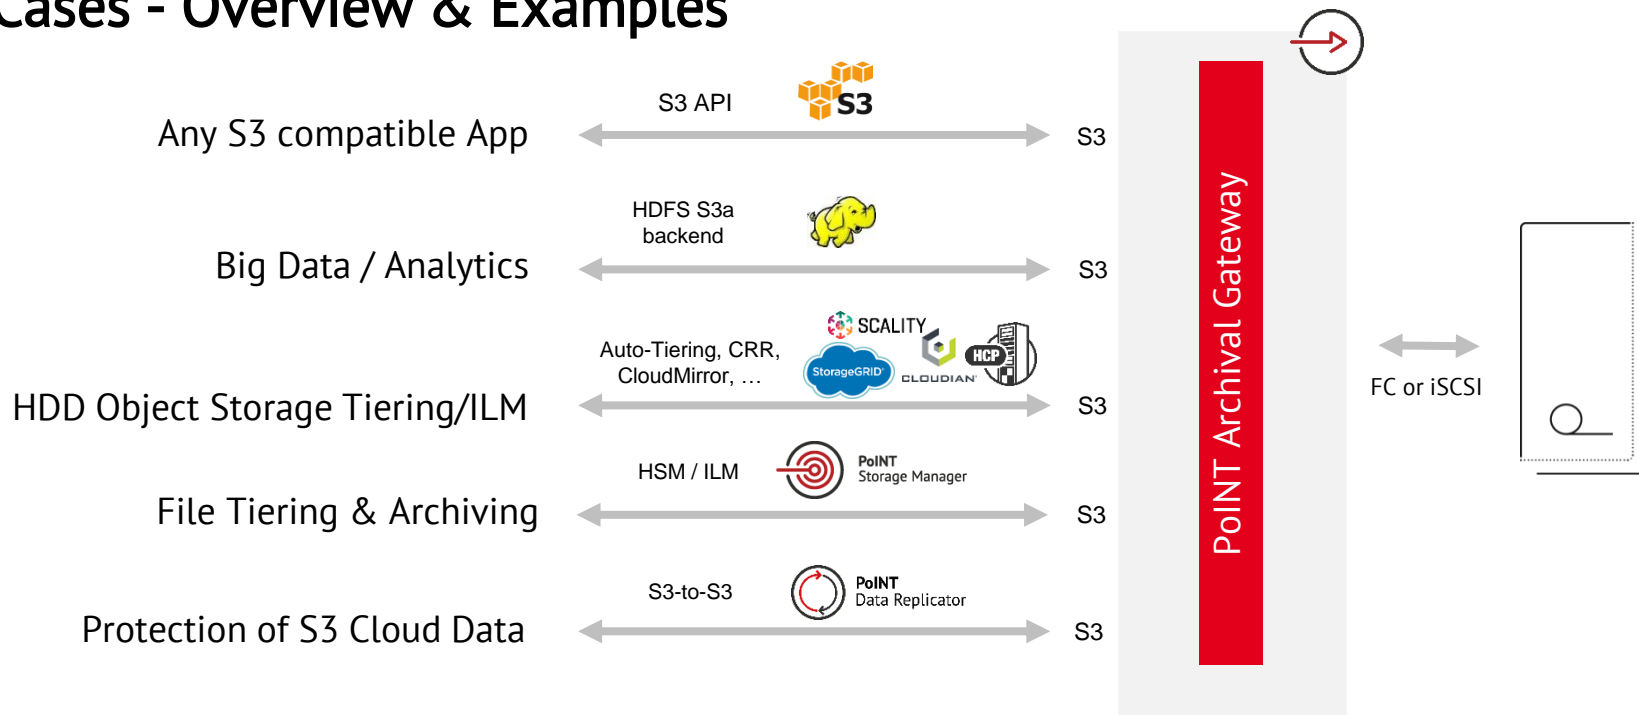 Cases - Overview & Examples
Any S3 compatible App
S3 API
S3
S3
Big Data / Analytics
HDFS S3a
backend
S3
HDD Object Storage Tiering/ILM
Auto-Tiering, CRR,
CloudMirror, …
SCALITY
StorageGRID
CLOUDIAN
HCP
S3
File Tiering & Archiving
HSM / ILM
PoINT
Storage Manager
S3
Protection of S3 Cloud Data
S3-to-S3
PoINT
Data Replicator
S3
PoINT Archival Gateway
FC or iSCSI